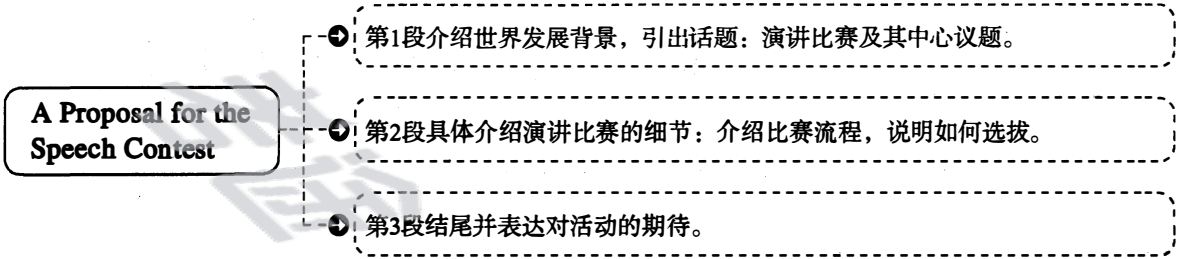 第1段介绍世界发展背景，引出话题：演讲比赛及其中心议题。
A Proposal for the
Speech Contest
第2段具体介绍演讲比赛的细节：介绍比赛流程，说明如何选拔。
第3段结尾并表达对活动的期待。